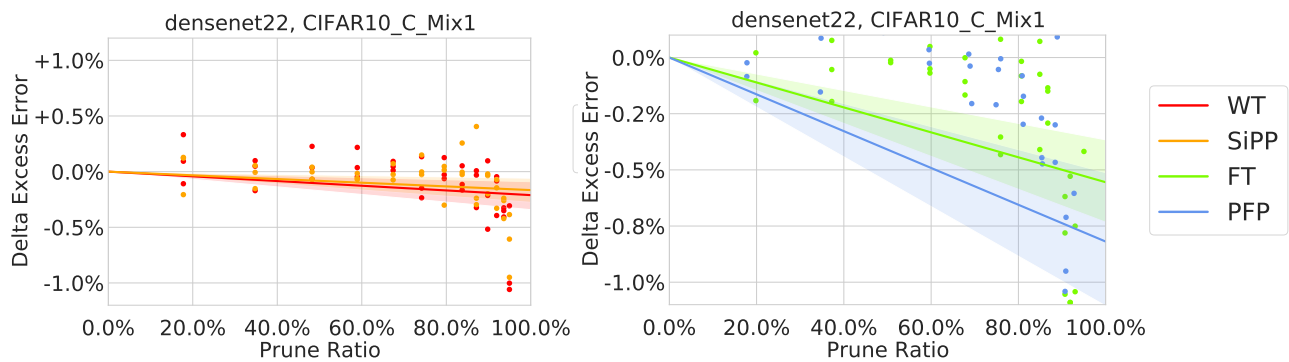 densenet22, CIFAR10_C_Mix1
Delta Excess Error
+1.0%
+0.5%
0.0%
-0.5%
-1.0%
0.0% 20.0% 40.0% 60.0% 80.0% 100.0%
Prune Ratio
densenet22, CIFAR10_C_Mix1
Delta Excess Error
0.0%
-0.2%
-0.5%
-0.8%
-1.0%
0.0% 20.0% 40.0% 60.0% 80.0% 100.0%
Prune Ratio
WT
SiPP
FT
PFP